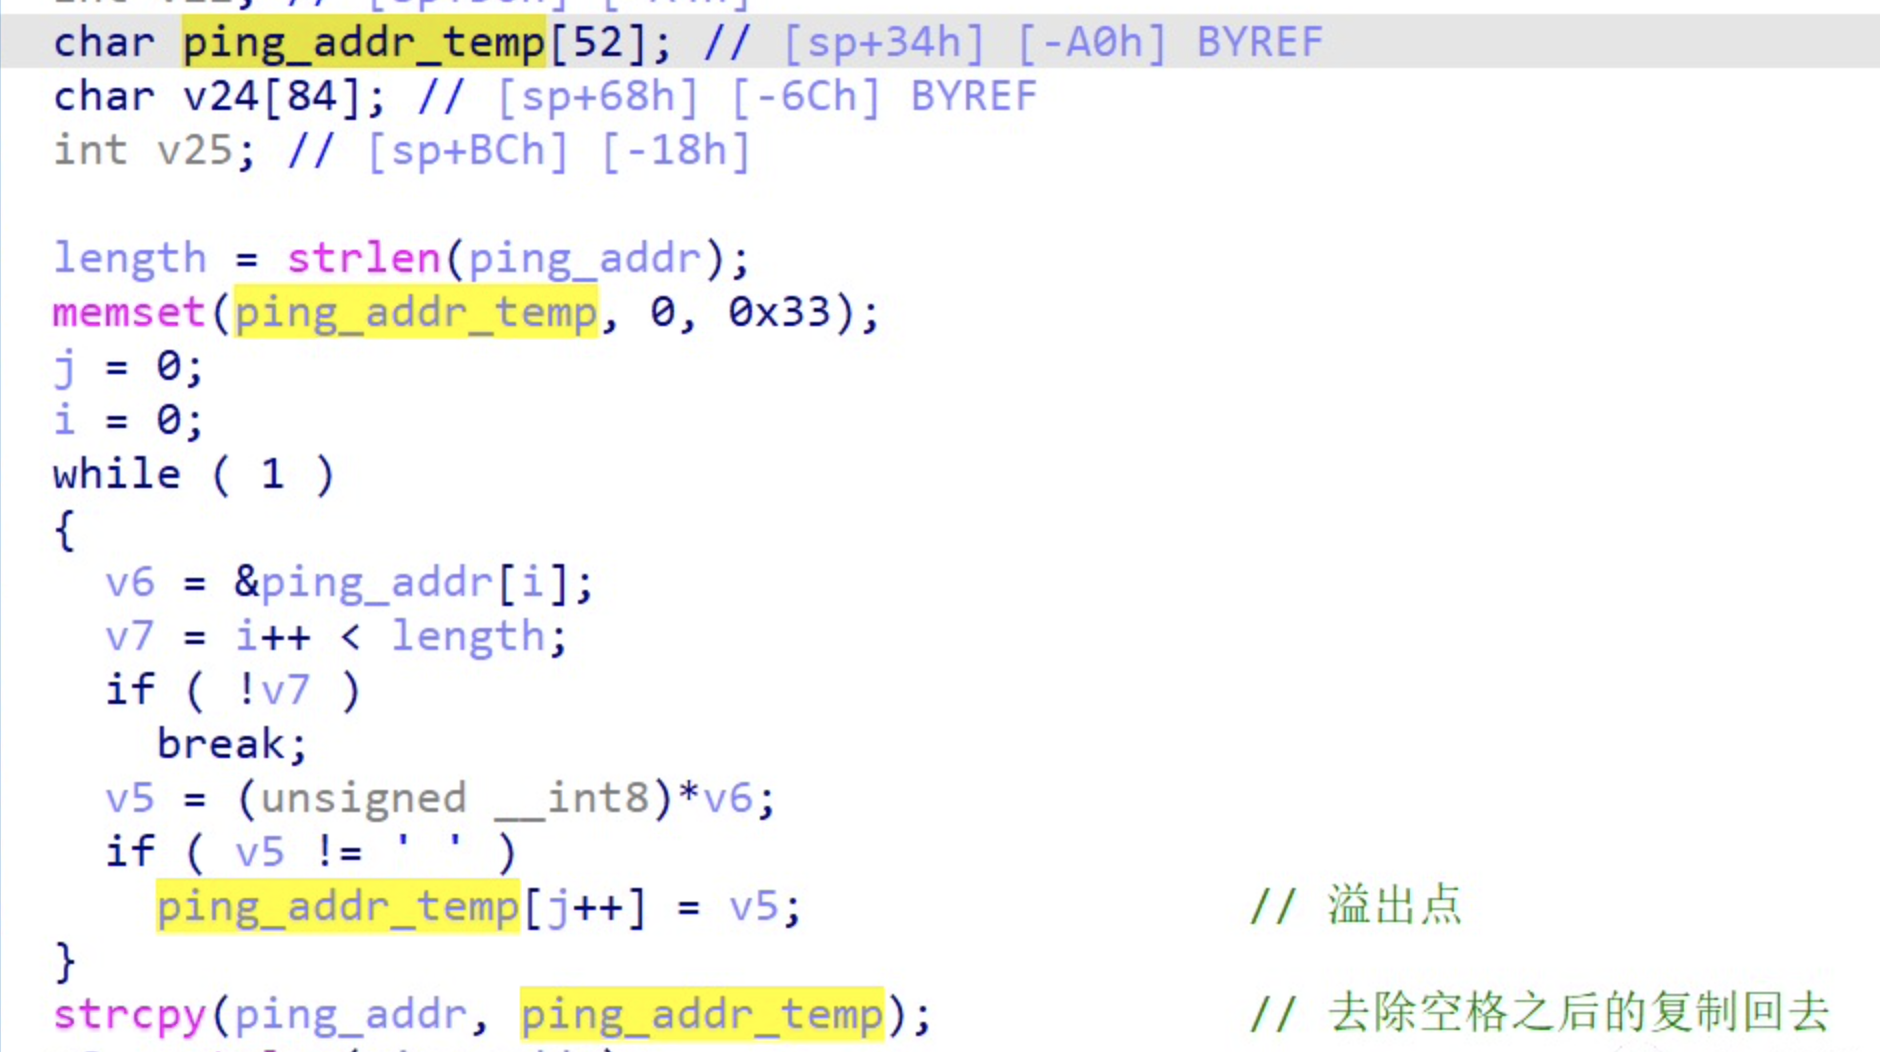 char ping_addr_temp[52]; // [sp+34h] [-A0h] BYREF
char v24[84]; // [sp+68h] [-6Ch] BYREF
int v25; // [sp+BCh] [-18h]
length = strlen(ping_addr);
memset(ping_addr_temp, 0, 0x33);
j = 0;
i = 0;
while ( 1 )
{
v6 = &ping_addr[i];
v7 = i++ < length;
if ( !v7 )
break;
v5 = (unsigned __int8)*v6;
if ( v5 != ' ' )
ping_addr_temp[j++] = v5; // 溢出点
}
strcpy(ping_addr, ping_addr_temp); // 去除空格之后的复制回去